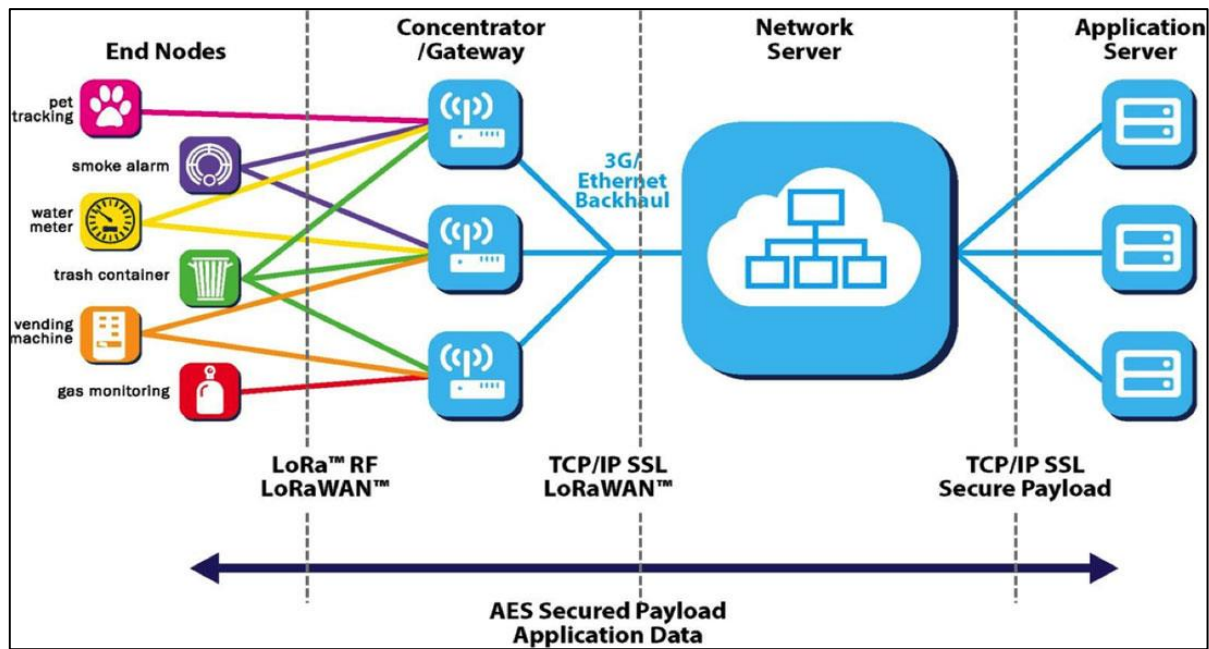 End Nodes
Concentrator
/Gateway
Network
Server
Application
Server
pet
tracking
smoke alarm
water
meter
trash container
vending
machine
gas monitoring
3G/
Ethernet
Backhaul
LoRa™ RF
LoRaWAN™
TCP/IP SSL
LoRaWAN™
TCP/IP SSL
Secure Payload
AES Secured Payload
Application Data